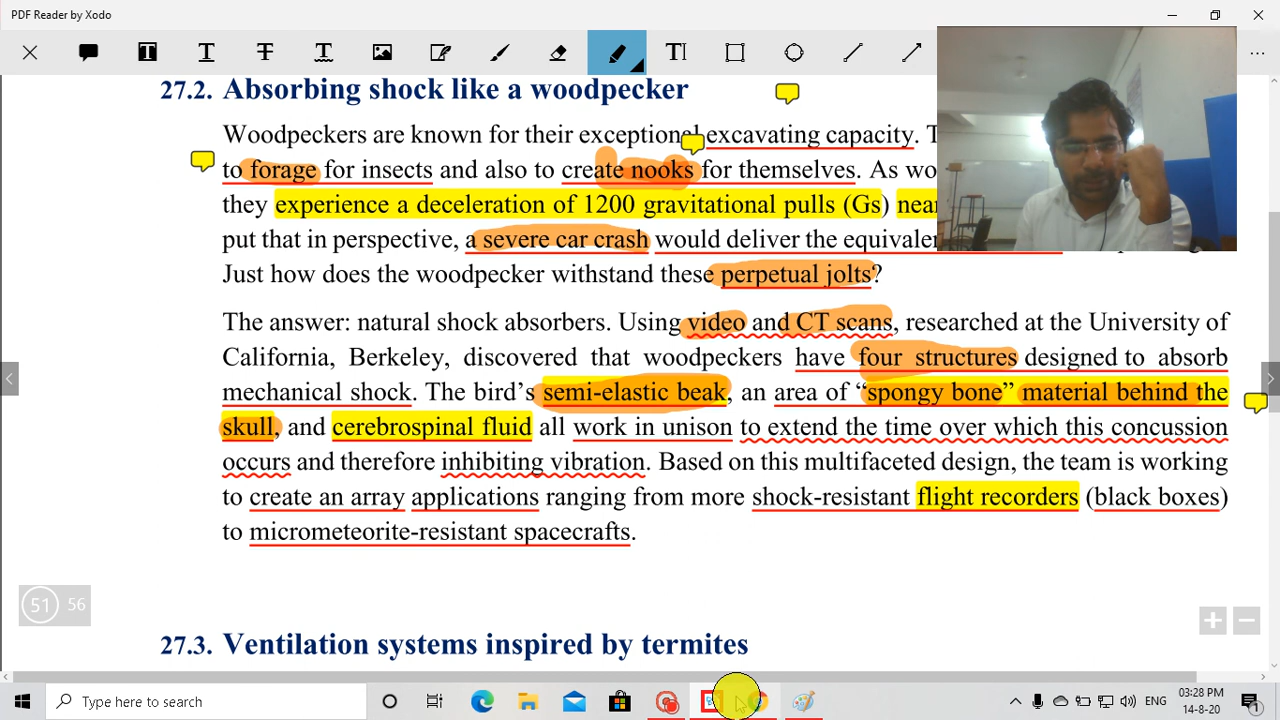 PDF Reader by Xodo
27.2. Absorbing shock like a woodpecker
Woodpeckers are known for their exceptional excavating capacity.
to forage for insects and also to create nooks for themselves. As
they experience a deceleration of 1200 gravitational pulls (Gs)
put that in perspective, a severe car crash would deliver the
Just how does the woodpecker withstand these perpetual jolts?
The answer: natural shock absorbers. Using video and CT scans, researched at the University of
California, Berkeley, discovered that woodpeckers have four structures designed to absorb
mechanical shock. The bird's semi-elastic beak, an area of “spongy bone” material behind the
skull, and cerebrospinal fluid all work in unison to extend the time over which this concussion
occurs and therefore inhibiting vibration. Based on this multifaceted design, the team is working
to create an array applications ranging from more shock-resistant flight recorders (black boxes)
to micrometeorite-resistant spacecrafts.
51 56
27.3. Ventilation systems inspired by termites
Type here to search
ENG
03:28 PM
14-8-20